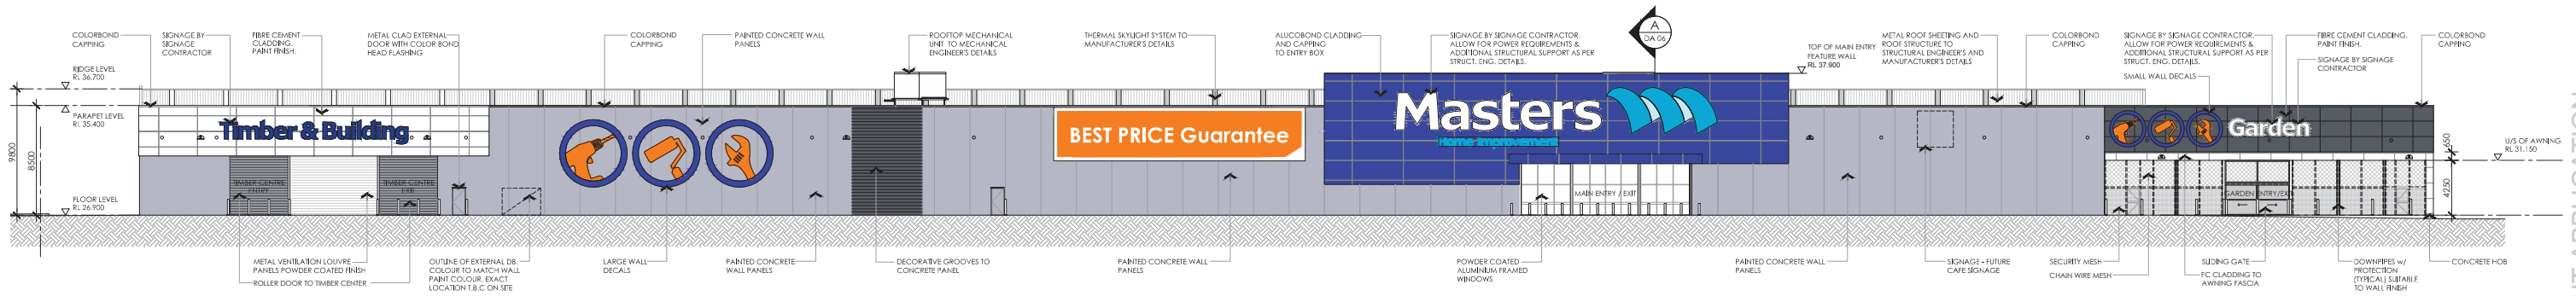 COLORBOND
CAPPING
SIGNAGE BY
SIGNAGE
CONTRACTOR
FIBRE CEMENT
CLADDING.
PAINT FINISH.
METAL CLAD EXTERNAL
DOOR WITH COLOR BOND
HEAD FLASHING
COLORBOND
CAPPING
PAINTED CONCRETE WALL
PANELS
ROOFTOP MECHANICAL
UNIT TO MECHANICAL
ENGINEER'S DETAILS
THERMAL SKYLIGHT SYSTEM TO
MANUFACTURER'S DETAILS
ALUCOBOND CLADDING
AND CAPPING
TO ENTRY BOX
SIGNAGE BY SIGNAGE CONTRACTOR.
ALLOW FOR POWER REQUIREMENTS &
ADDITIONAL STRUCTURAL SUPPORT AS PER
STRUCT. ENG. DETAILS.
A
DA 06
TOP OF MAIN ENTRY
FEATURE WALL
RL 37.900
METAL ROOF SHEETING AND
ROOF STRUCTURE TO
STRUCTURAL ENGINEER'S AND
MANUFACTURER'S DETAILS
COLORBOND
CAPPING
SIGNAGE BY SIGNAGE CONTRACTOR.
ALLOW FOR POWER REQUIREMENTS &
ADDITIONAL STRUCTURAL SUPPORT AS PER
STRUCT. ENG. DETAILS.
SMALL WALL DECALS
FIBRE CEMENT CLADDING.
PAINT FINISH.
SIGNAGE BY SIGNAGE
CONTRACTOR
COLORBOND
CAPPING
RIDGE LEVEL
RL 36.700
PARAPET LEVEL
RL 35.400
9800
8500
FLOOR LEVEL
RL 26.900
Timber & Building
TIMBER CENTRE
ENTRY
TIMBER CENTRE
EXIT
BEST PRICE Guarantee
Masters
Home Improvement
MAIN ENTRY / EXIT
Garden
GARDEN ENTRY/EXIT
650
4250
U/S OF AWNING
RL 31.150
METAL VENTILATION LOUVRE
PANELS POWDER COATED FINISH
ROLLER DOOR TO TIMBER CENTER
OUTLINE OF EXTERNAL DB.
COLOUR TO MATCH WALL
PAINT COLOUR. EXACT
LOCATION T.B.C ON SITE
LARGE WALL
DECALS
PAINTED CONCRETE
WALL PANELS
DECORATIVE GROOVES TO
CONCRETE PANEL
PAINTED CONCRETE WALL
PANELS
POWDER COATED
ALUMINIUM FRAMED
WINDOWS
PAINTED CONCRETE WALL
PANELS
SIGNAGE - FUTURE
CAFE SIGNAGE
SECURITY MESH
CHAIN WIRE MESH
SLIDING GATE
FC CLADDING TO
AWNING FASCIA
DOWNPIPES w/
PROTECTION
(TYPICAL) SUITABLE
TO WALL FINISH
CONCRETE HOB